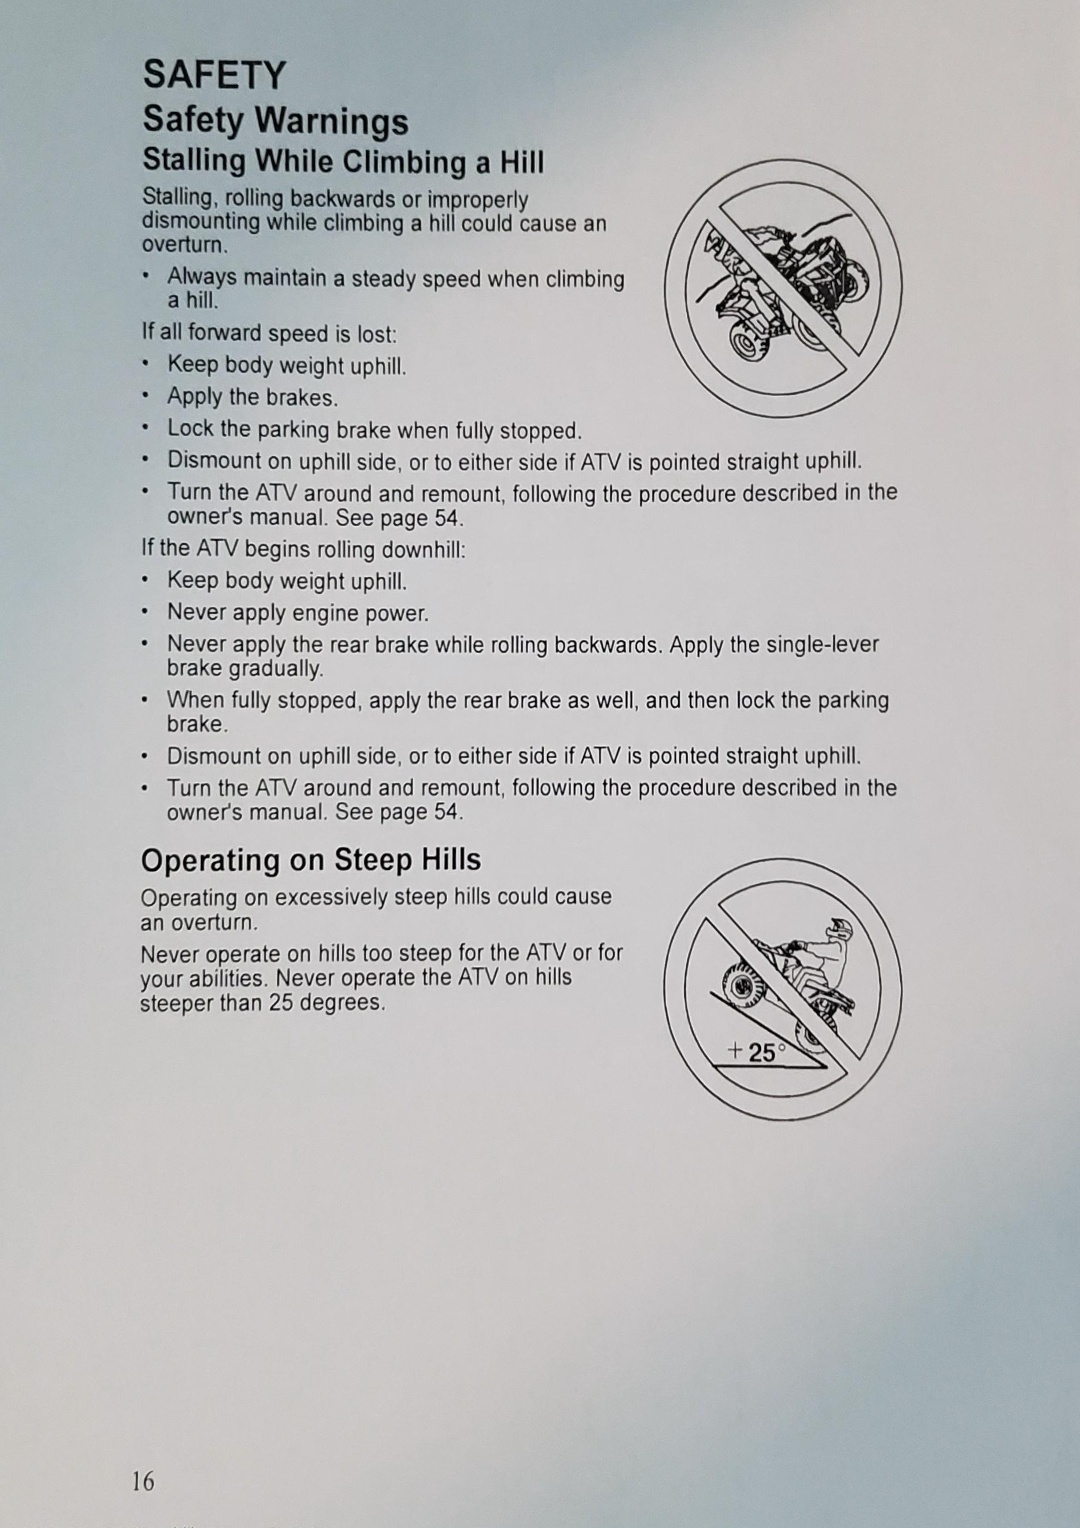 SAFETY
Safety Warnings
Stalling While Climbing a Hill
Stalling, rolling backwards or improperly
dismounting while climbing a hill could cause an
overturn.
• Always maintain a steady speed when climbing
a hill.
If all forward speed is lost:
• Keep body weight uphill.
• Apply the brakes.
• Lock the parking brake when fully stopped.
• Dismount on uphill side, or to either side if ATV is pointed straight uphill.
• Turn the ATV around and remount, following the procedure described in the
owner's manual. See page 54.
If the ATV begins rolling downhill:
• Keep body weight uphill.
• Never apply engine power.
• Never apply the rear brake while rolling backwards. Apply the single-lever
brake gradually.
• When fully stopped, apply the rear brake as well, and then lock the parking
brake.
• Dismount on uphill side, or to either side if ATV is pointed straight uphill.
• Turn the ATV around and remount, following the procedure described in the
owner's manual. See page 54.
Operating on Steep Hills
Operating on excessively steep hills could cause
an overturn.
Never operate on hills too steep for the ATV or for
your abilities. Never operate the ATV on hills
steeper than 25 degrees.
+ 25°
16